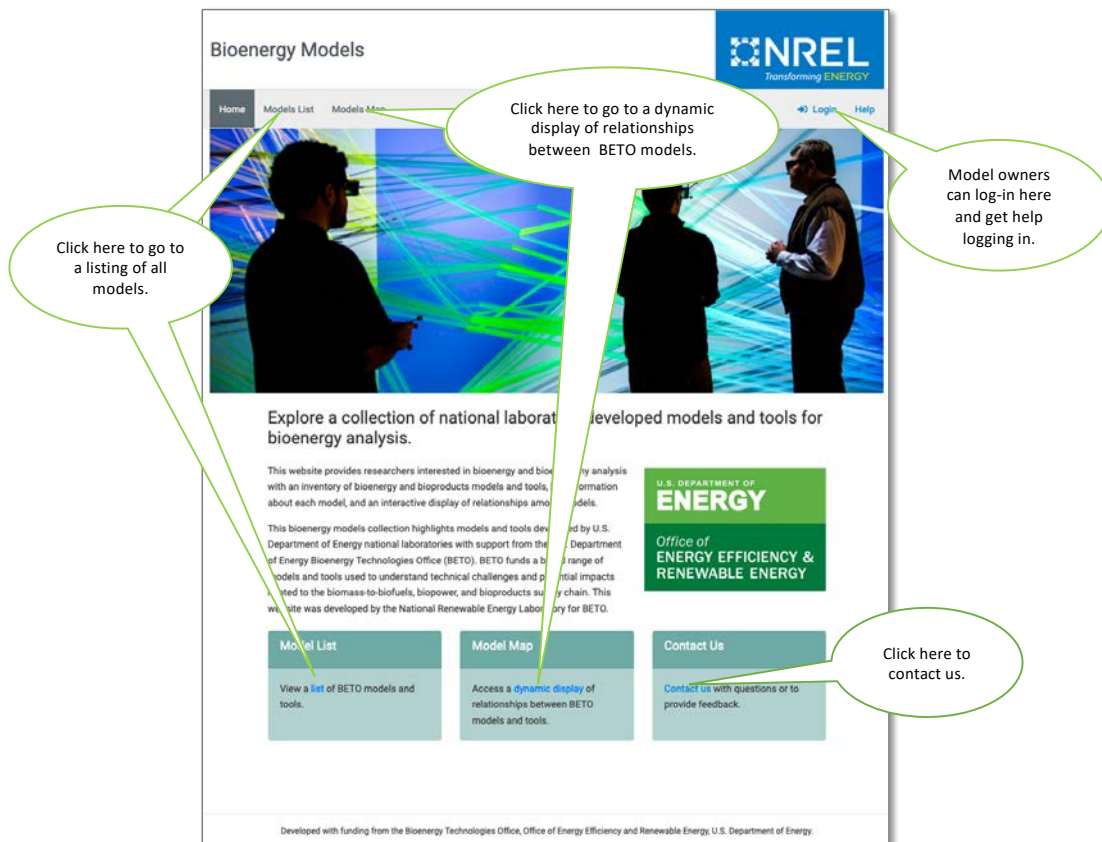 Bioenergy Models
NREL
Transforming ENERGY
Home Models List Models Map
Login Help
Click here to go to a dynamic
display of relationships
between BETO models.
Model owners
can log-in here
and get help
logging in.
Click here to go to
a listing of all
models.
Explore a collection of national developed models and tools for
bioenergy analysis.
This website provides researchers interested in bioenergy and analysis
with an inventory of bioenergy and bioproducts models and tools,
about each model, and an interactive display of relationships
This bioenergy models collection highlights models and tools by U.S.
Department of Energy national laboratories with support from the Department
of Energy Bioenergy Technologies Office (BETO). BETO funds a range of
models and tools used to understand technical challenges and potential impacts
related to the biomass-to-biofuels, biopower, and bioproducts supply chain. This
website was developed by the National Renewable Energy Laboratory for BETO.
U.S. DEPARTMENT OF
ENERGY
Office of
ENERGY EFFICIENCY &
RENEWABLE ENERGY
Model List
View a list of BETO models and
tools.
Model Map
Access a dynamic display of
relationships between BETO
models and tools.
Contact Us
Contact us with questions or to
provide feedback.
Click here to
contact us.
Developed with funding from the Bioenergy Technologies Office, Office of Energy Efficiency and Renewable Energy, U.S. Department of Energy.